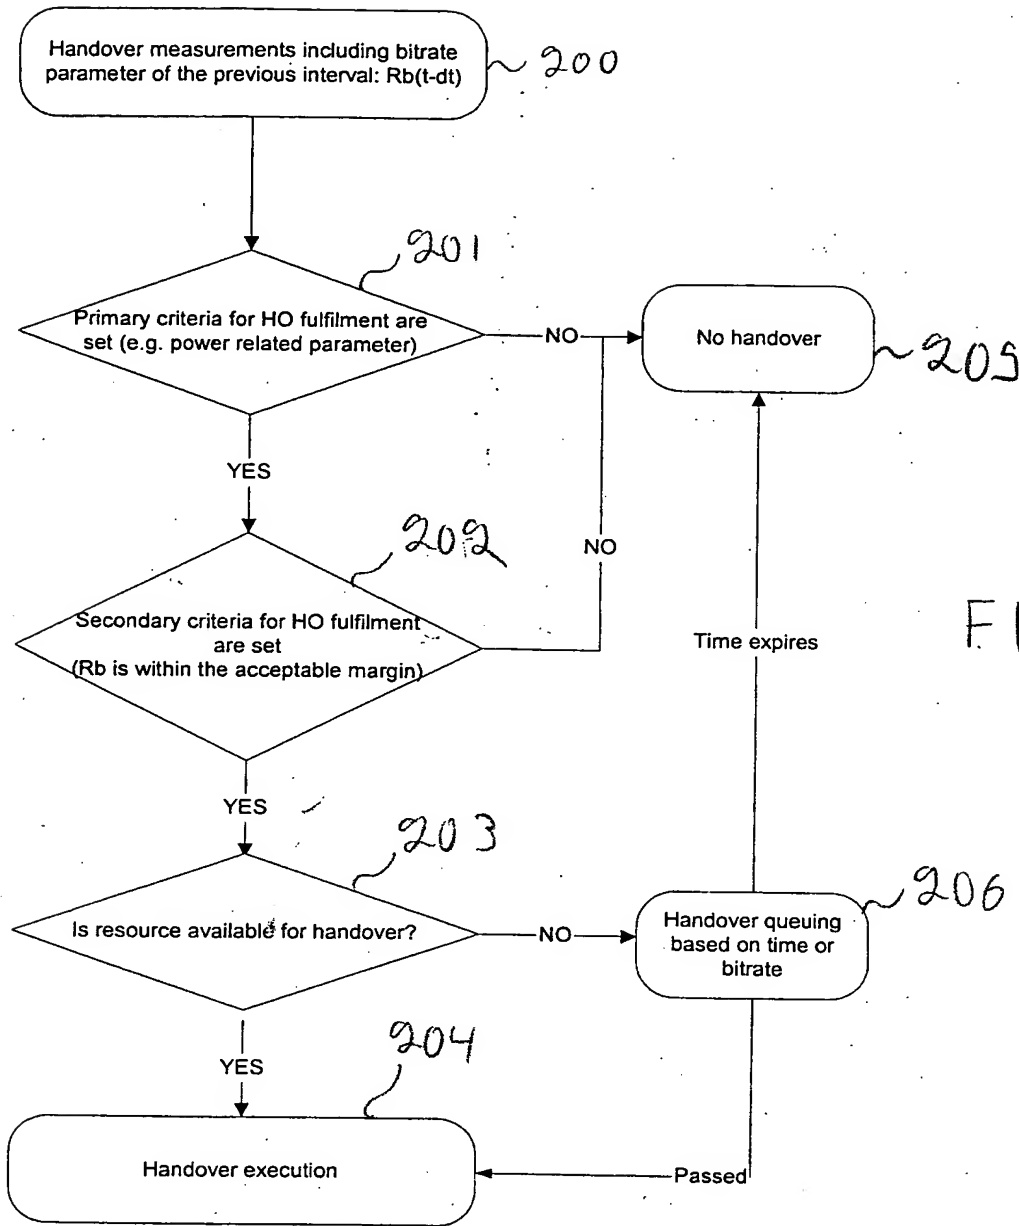 Handover measurements including bitrate
parameter of the previous interval: Rb(t-dt)
200
201
Primary criteria for HO fulfilment are
set (e.g. power related parameter)
NO
No handover
205
YES
202
NO
Secondary criteria for HO fulfilment
are set
(Rb is within the acceptable margin)
Time expires
F I
YES
203
Is resource available for handover?
NO
Handover queuing
based on time or
bitrate
206
YES
204
Handover execution
Passed